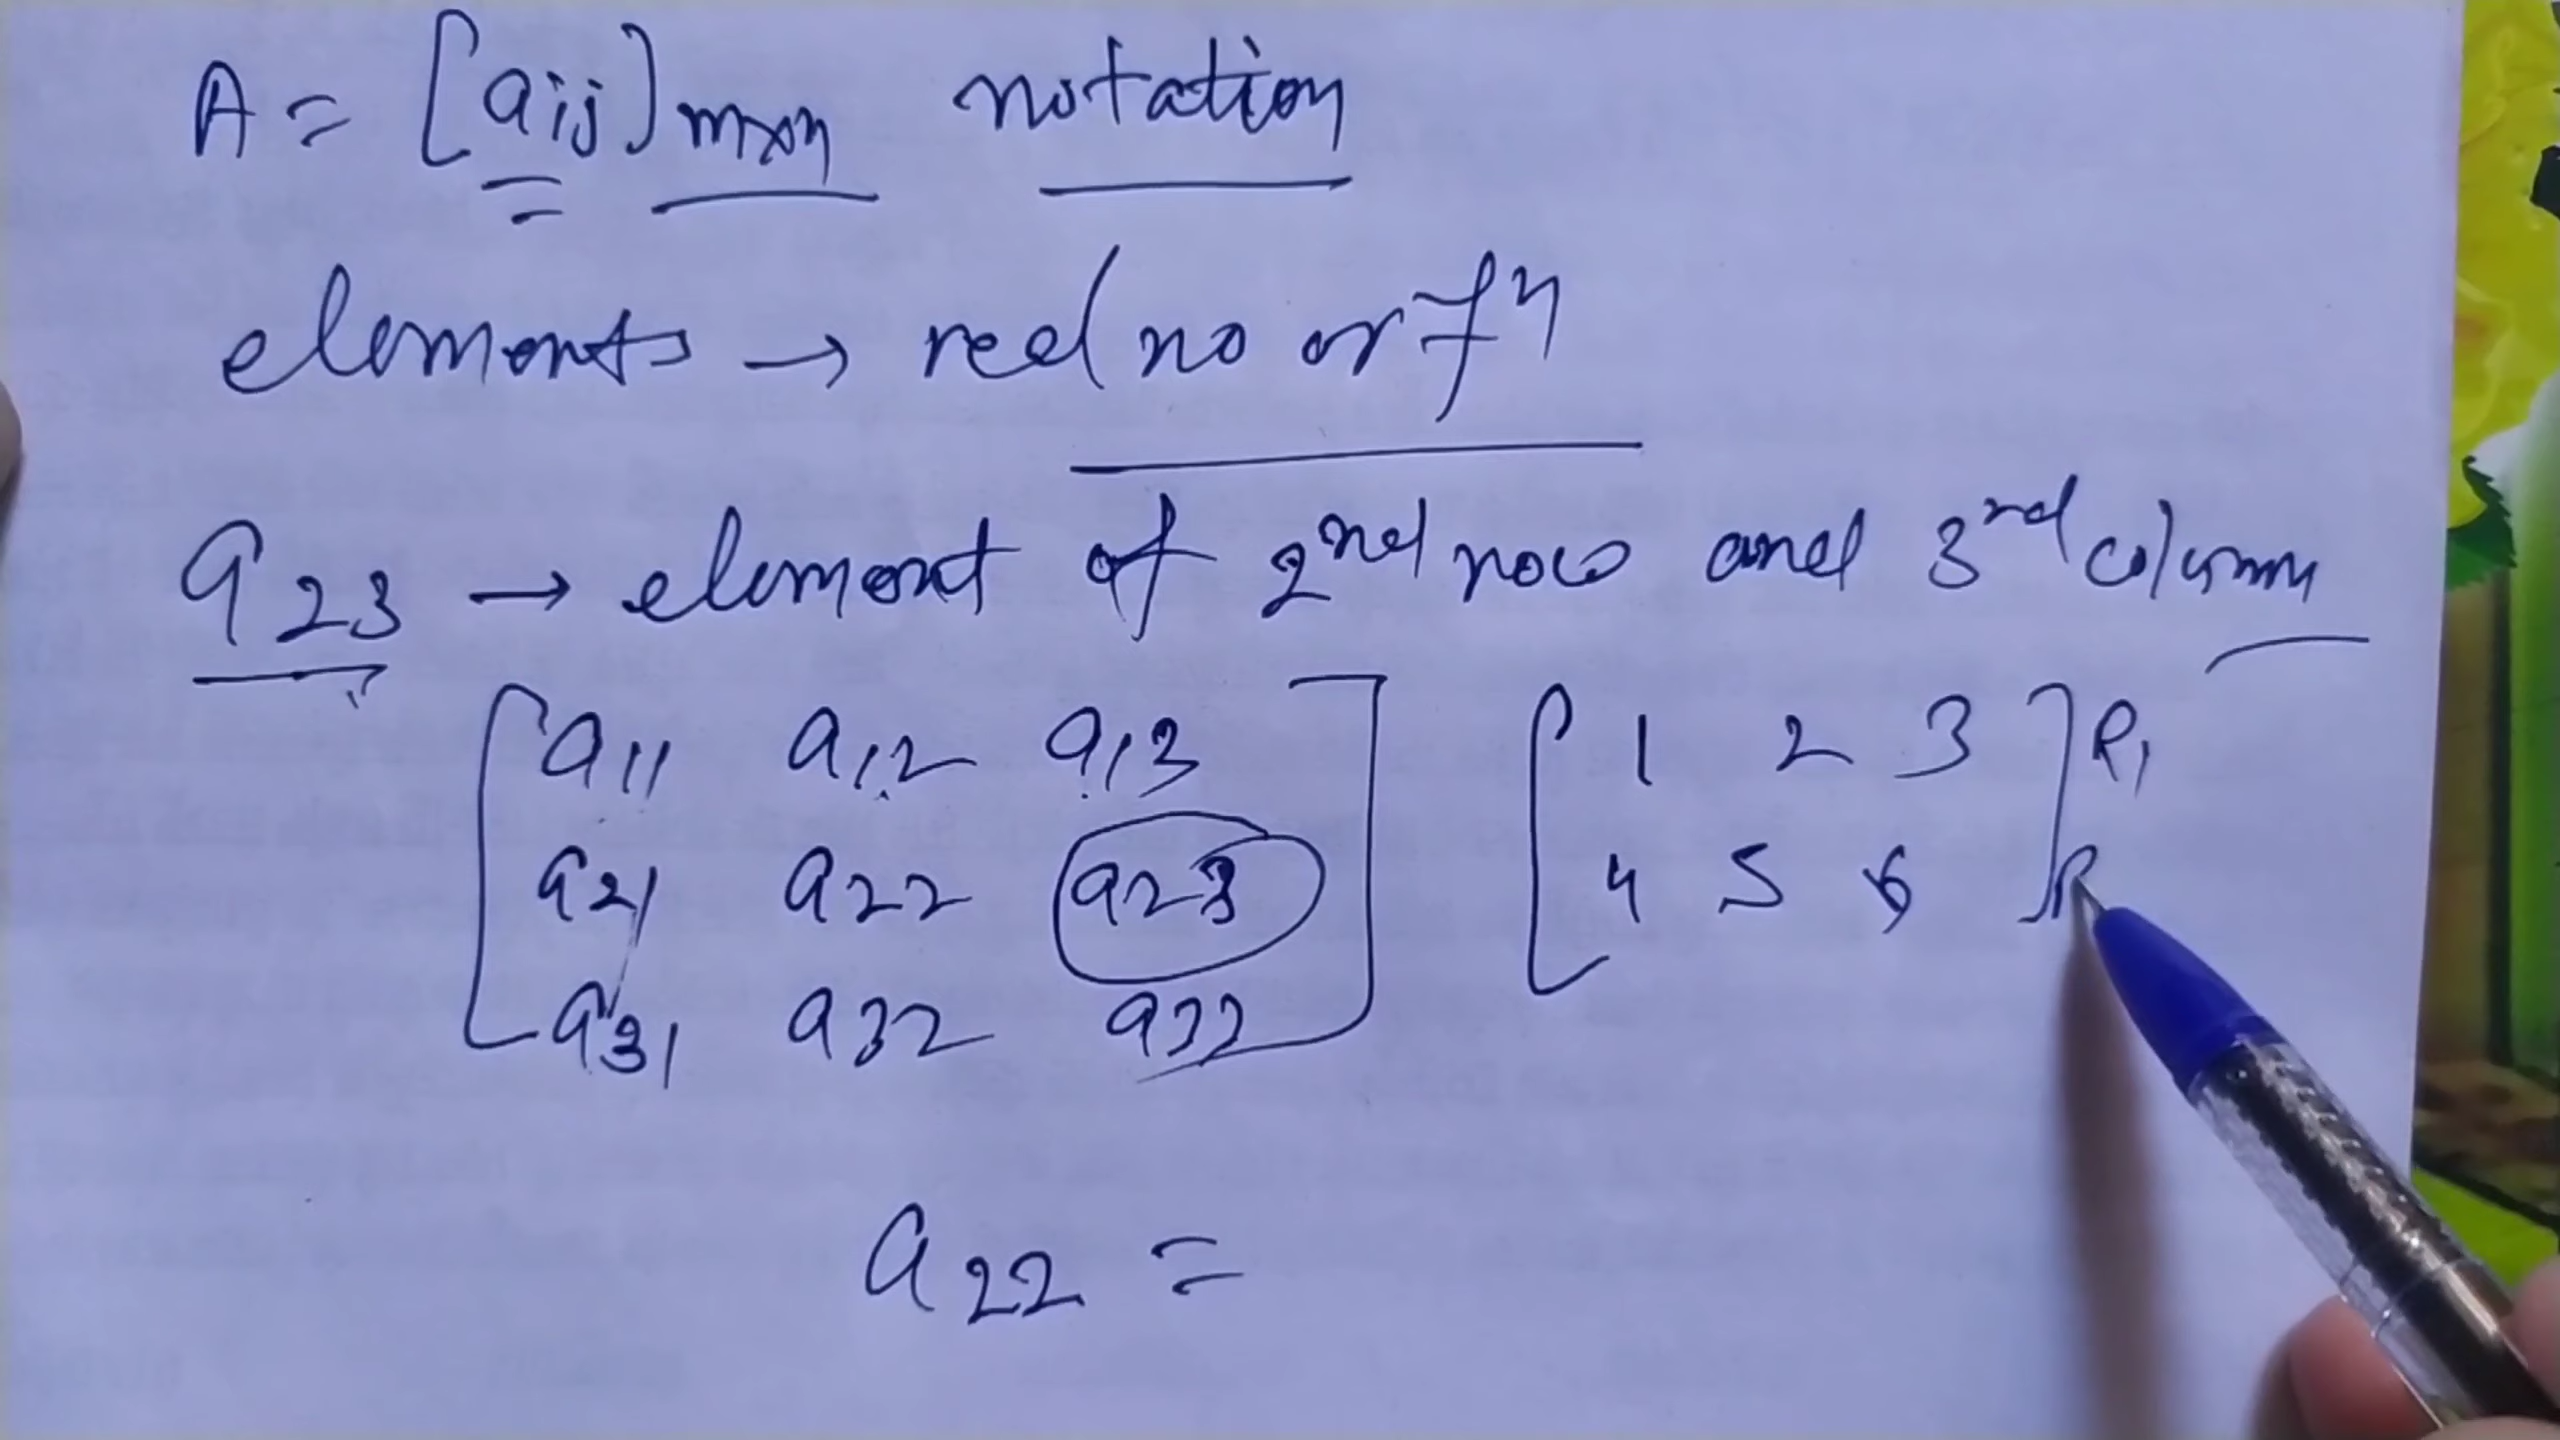 A = [aij]mxn notation
elements → real no or fn
a23 → element of 2nd row and 3rd column
a11 a12 a13
a21 a22 a23
a31 a32 a33
1 2 3 R1
4 5 6 R
a22 =